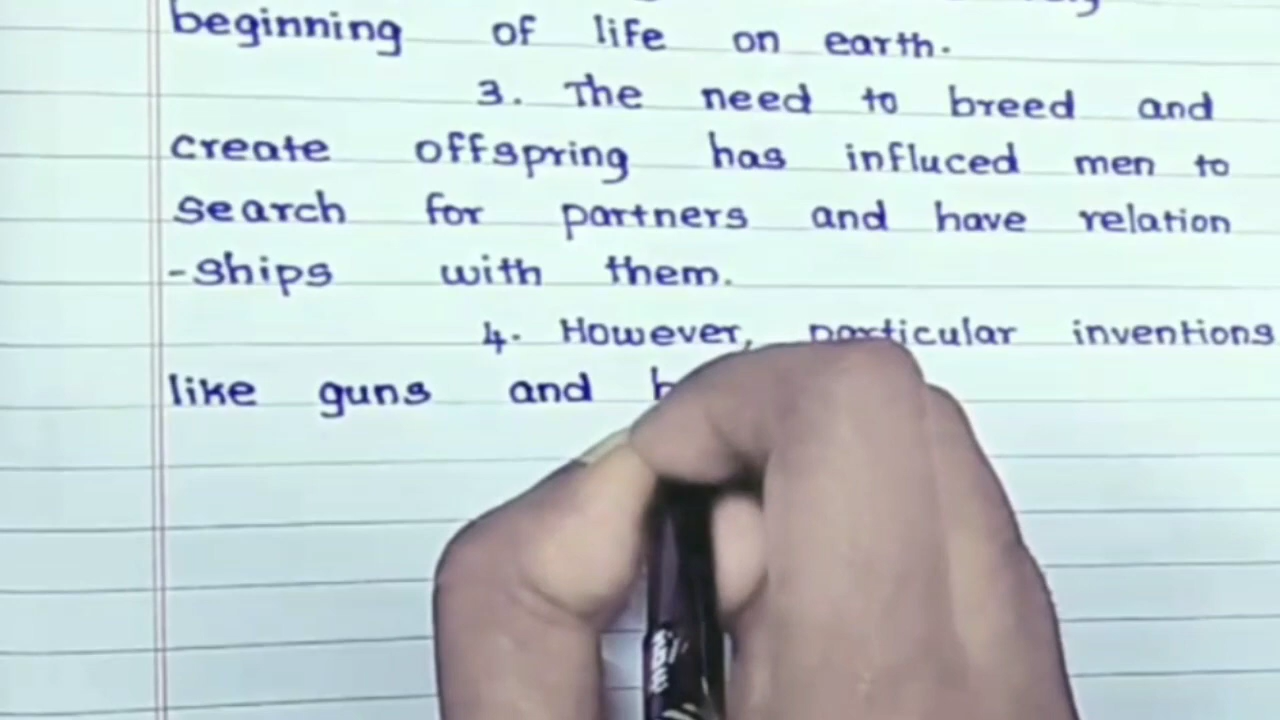 beginning of life on earth.
3. The need to breed and
create offspring has influced men to
search for partners and have relation
-ships with them.
4. However, particular inventions
like guns and